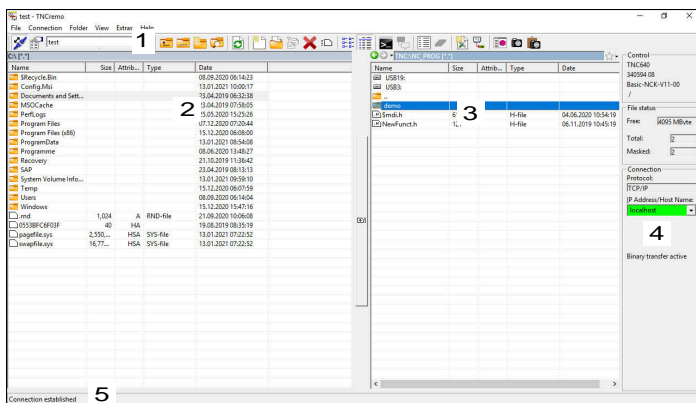 test - TNCremo
File Connection Folder View Extras Help
test 1
C:\ [*.*]
Name Size Attrib... Type Date
$Recycle.Bin 08.09.2020 06:14:23
Config.Msi 13.01.2021 10:00:17
Documents and Sett... 23.04.2019 06:32:38
MSOCache 23.04.2019 07:58:05
PerfLogs 15.05.2020 15:25:26
Program Files 07.12.2020 07:20:44
Program Files (x86) 15.12.2020 06:08:00
ProgramData 13.01.2021 08:54:08
Programme 08.06.2020 13:48:27
Recovery 21.10.2019 11:36:42
SAP 23.04.2019 08:13:13
System Volume Info... 13.01.2021 09:59:10
Temp 15.12.2020 06:07:59
Users 08.09.2020 06:14:04
Windows 15.12.2020 15:47:16
.rnd 1,024 A RND-file 21.09.2020 10:06:08
0553BFC6F03F 40 HA 19.08.2019 08:35:19
pagefile.sys 2,550,... HSA SYS-file 13.01.2021 07:22:52
swapfile.sys 16,77... HSA SYS-file 13.01.2021 07:22:52
2
TNC:\NC_PROG [*.*]
Name Size Attrib... Type Date
USB19:
USB3:
..
demo
$mdi.h 6 H-file 04.06.2020 10:54:19
NewFunct.h 1... H-file 06.11.2019 10:45:19
3
Control
TNC640
340594 08
Basic-NCK-V11-00
/
File status
Free: 4095 MByte
Total: 2
Masked: 2
Connection
Protocol:
TCP/IP
IP Address/Host Name:
localhost
4
Binary transfer active
Connection established 5